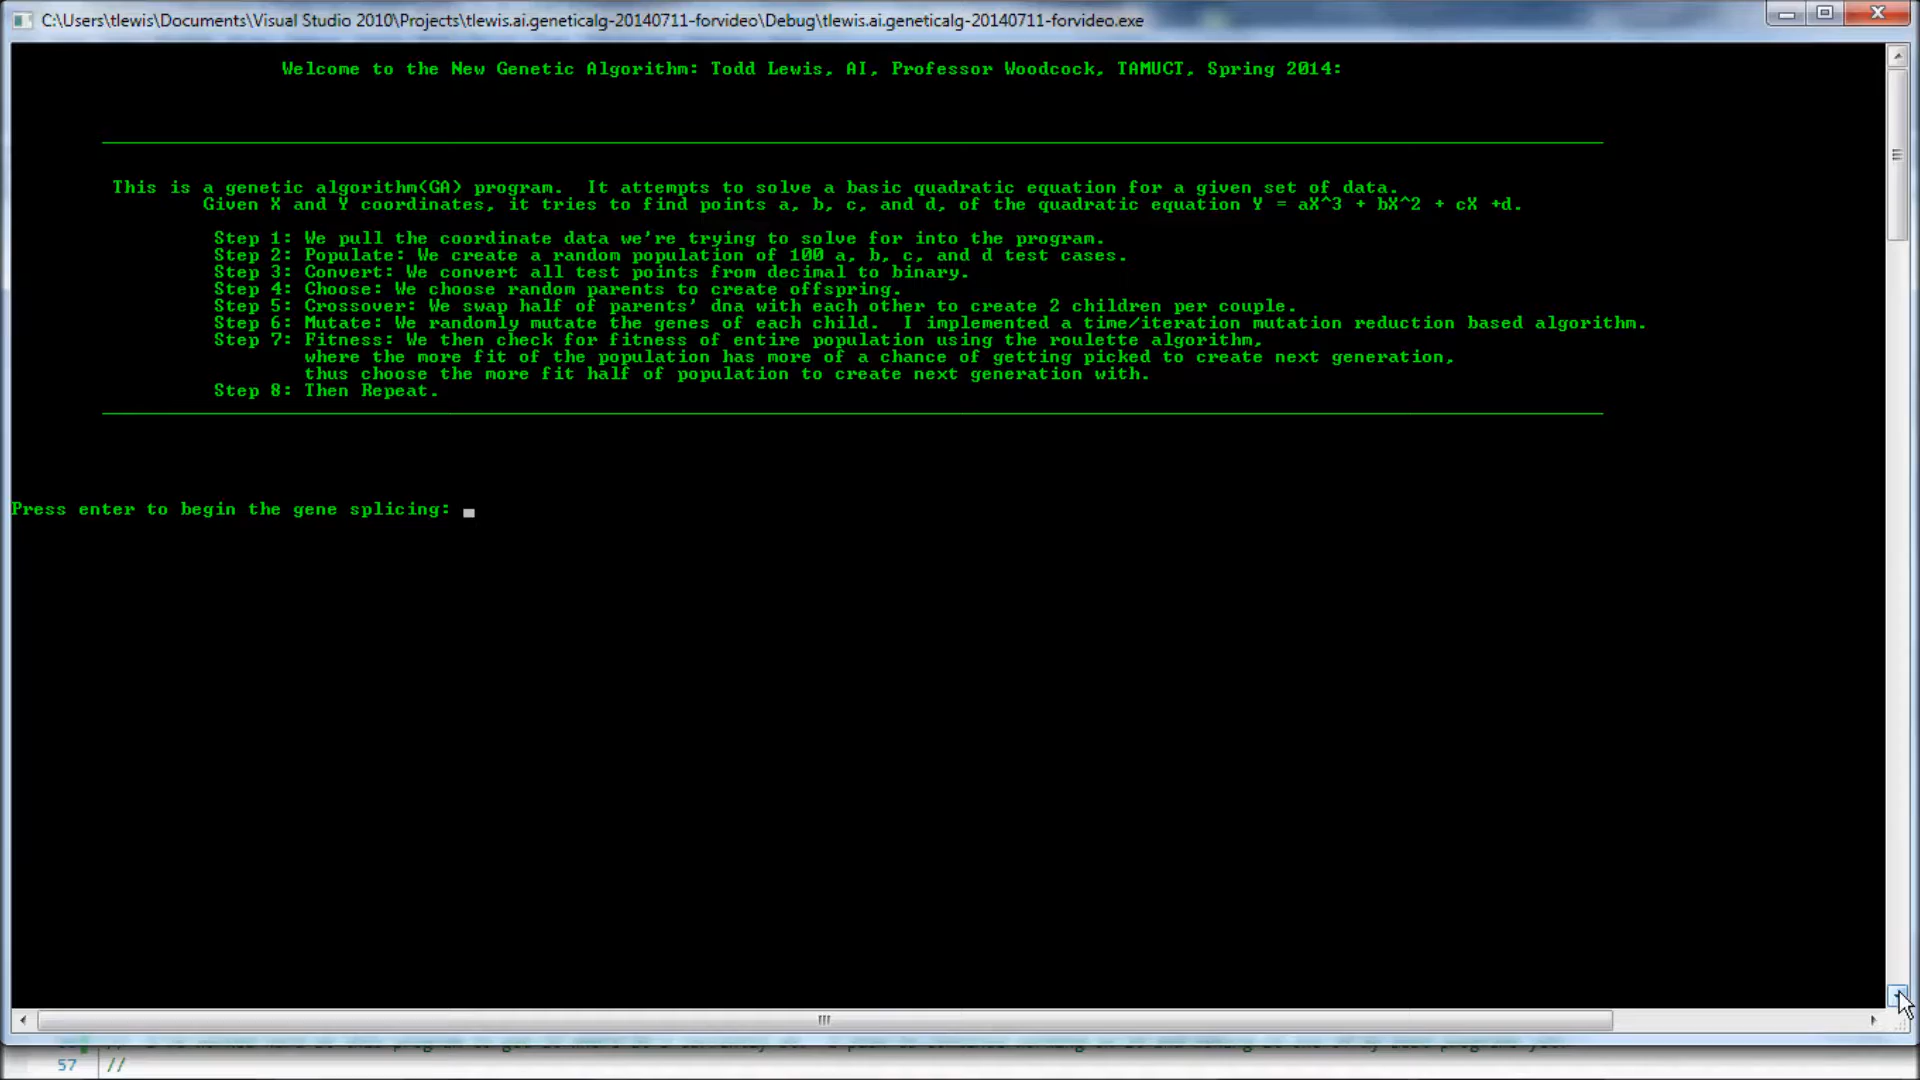 C:\Users\tlewis\Documents\Visual Studio 2010\Projects\tlewis.ai.geneticalg-20140711-forvideo\Debug\tlewis.ai.geneticalg-20140711-forvideo.exe
Welcome to the New Genetic Algorithm: Todd Lewis, AI, Professor Woodcock, TAMUCT, Spring 2014:
This is a genetic algorithm(GA) program.  It attempts to solve a basic quadratic equation for a given set of data.
Given X and Y coordinates, it tries to find points a, b, c, and d, of the quadratic equation Y = aX^3 + bX^2 + cX +d.
Step 1: We pull the coordinate data we're trying to solve for into the program.
Step 2: Populate: We create a random population of 100 a, b, c, and d test cases.
Step 3: Convert: We convert all test points from decimal to binary.
Step 4: Choose: We choose random parents to create offspring.
Step 5: Crossover: We swap half of parents' dna with each other to create 2 children per couple.
Step 6: Mutate: We randomly mutate the genes of each child.  I implemented a time/iteration mutation reduction based algorithm.
Step 7: Fitness: We then check for fitness of entire population using the roulette algorithm,
where the more fit of the population has more of a chance of getting picked to create next generation,
thus choose the more fit half of population to create next generation with.
Step 8: Then Repeat.
Press enter to begin the gene splicing:
57 //